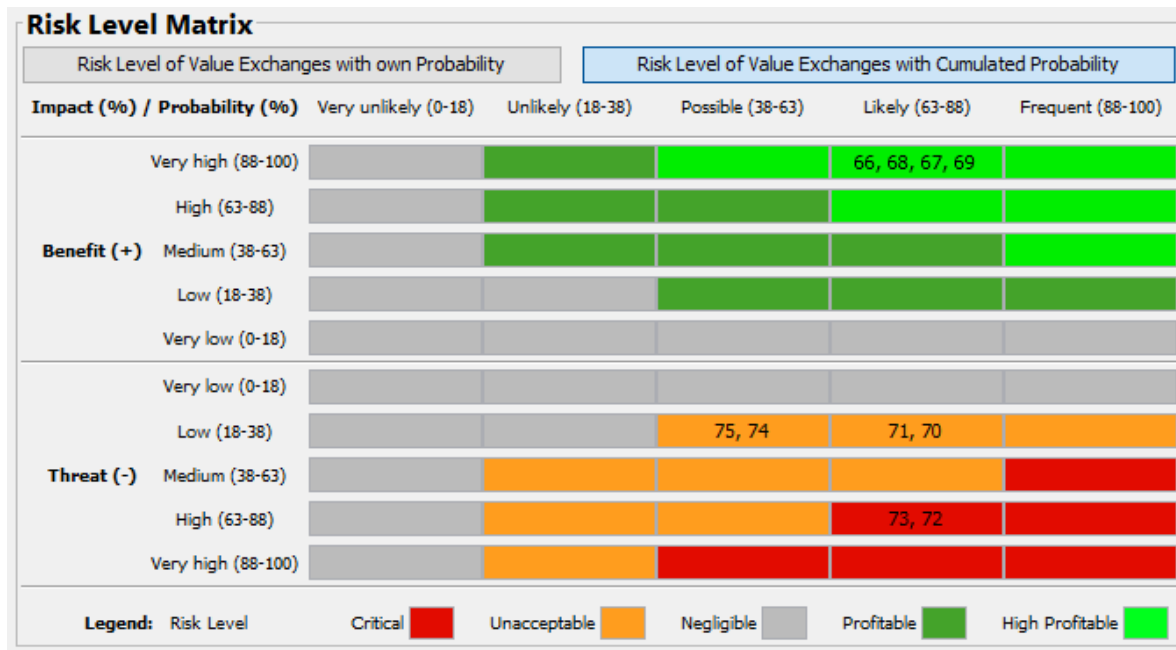 Risk Level Matrix
Risk Level of Value Exchanges with own Probability
Risk Level of Value Exchanges with Cumulated Probability
Impact (%) / Probability (%) Very unlikely (0-18) Unlikely (18-38) Possible (38-63) Likely (63-88) Frequent (88-100)
Very high (88-100) 66, 68, 67, 69
High (63-88)
Benefit (+) Medium (38-63)
Low (18-38)
Very low (0-18)
Very low (0-18)
Low (18-38) 75, 74 71, 70
Threat (-) Medium (38-63)
High (63-88) 73, 72
Very high (88-100)
Legend: Risk Level Critical Unacceptable Negligible Profitable High Profitable